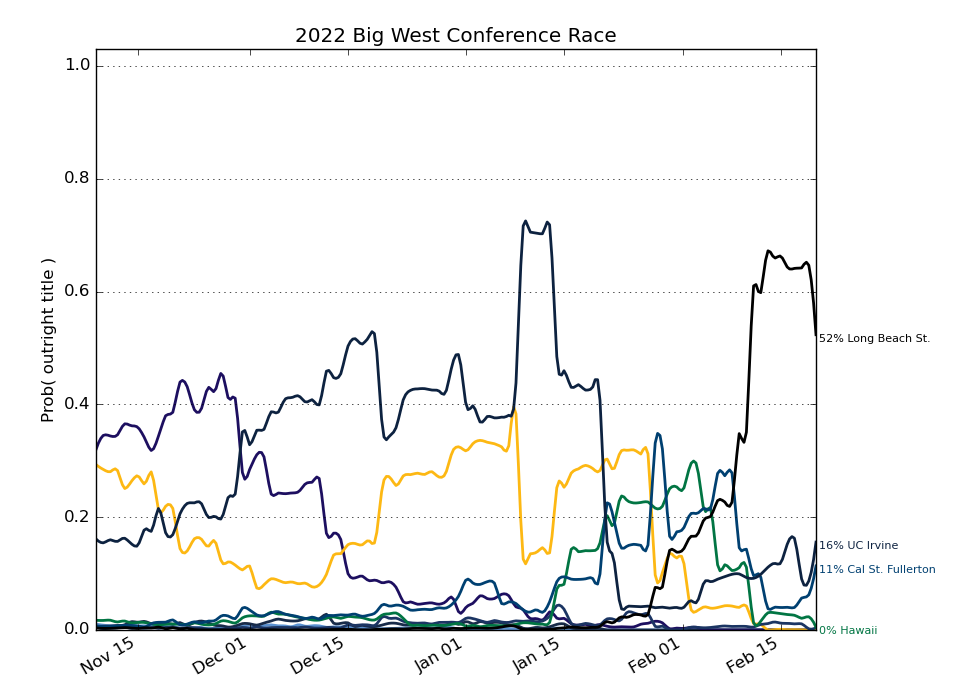 2022 Big West Conference Race
1.0
0.8
0.6
0.4
0.2
0.0
Prob( outright title )
52% Long Beach St.
16% UC Irvine
11% Cal St. Fullerton
0% Hawaii
Nov 15
Dec 01
Dec 15
Jan 01
Jan 15
Feb 01
Feb 15